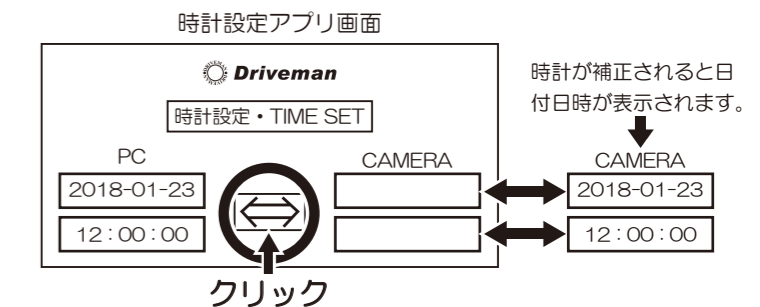 時計設定アプリ画面
Driveman
時計設定・TIME SET
PC
CAMERA
2018-01-23
12:00:00
クリック
時計が補正されると日
付日時が表示されます。
CAMERA
2018-01-23
12:00:00